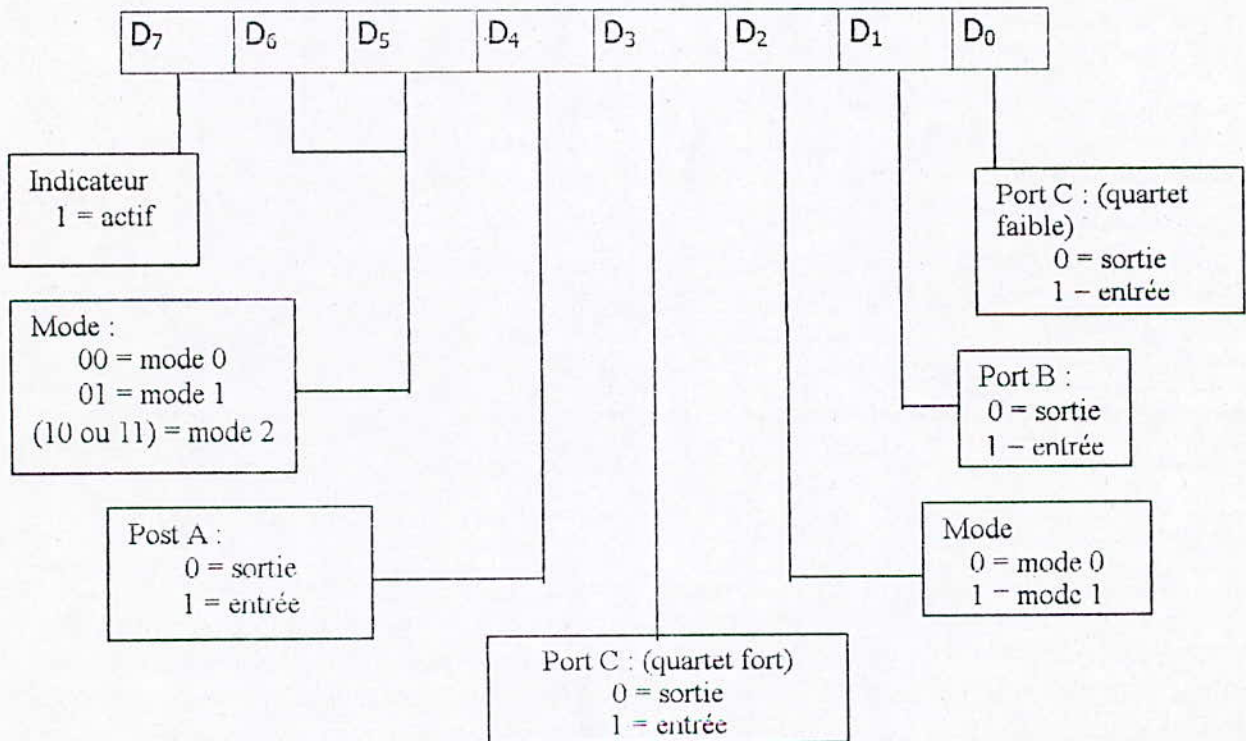 D₇ D₆ D₅ D₄ D₃ D₂ D₁ D₀
Indicateur
1 = actif
Mode :
00 = mode 0
01 = mode 1
(10 ou 11) = mode 2
Post A :
0 = sortie
1 = entrée
Port C : (quartet fort)
0 = sortie
1 = entrée
Port C : (quartet
faible)
0 = sortie
1 – entrée
Port B :
0 = sortie
1 – entrée
Mode
0 = mode 0
1 – mode 1